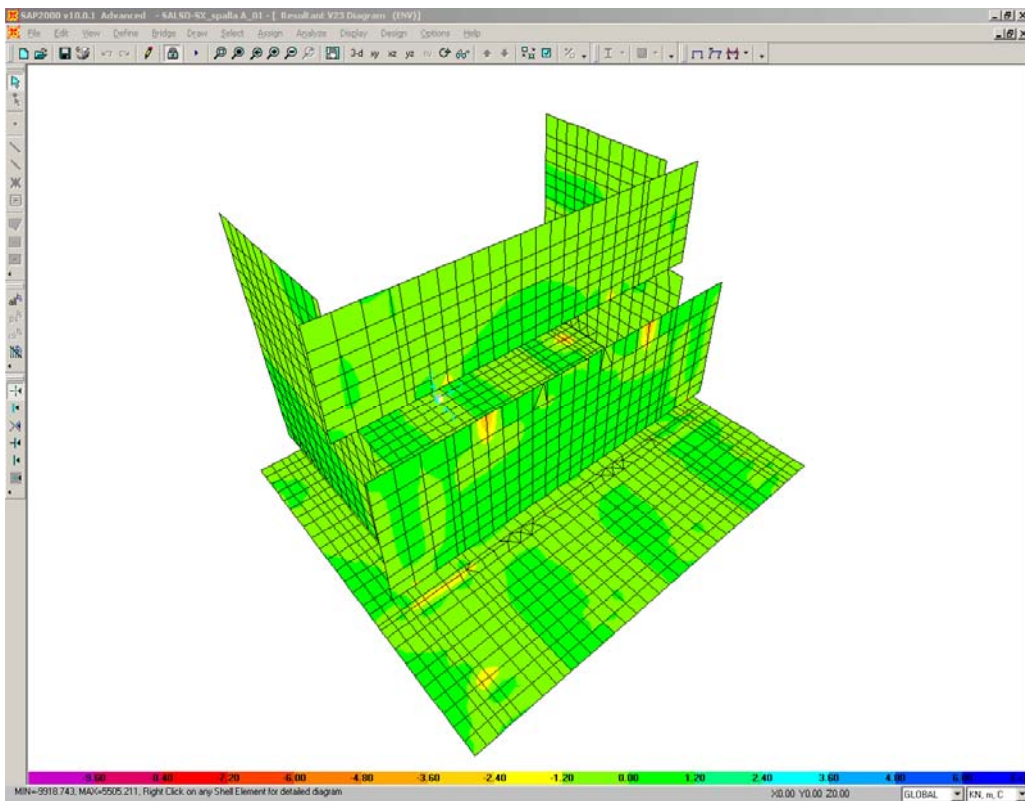 SAP2000 v10.0.1 Advanced - SALSO-SX_spalla A_01 - [ Resultant V23 Diagram (ENV)]
File Edit View Define Bridge Draw Select Assign Analyze Display Design Options Help
3-d xy xz yz nv
-9.60 -8.40 -7.20 -6.00 -4.80 -3.60 -2.40 -1.20 0.00 1.20 2.40 3.60 4.80 6.00
MIN=-9918.743, MAX=5505.211, Right Click on any Shell Element for detailed diagram
X0.00 Y0.00 Z0.00 GLOBAL KN, m, C